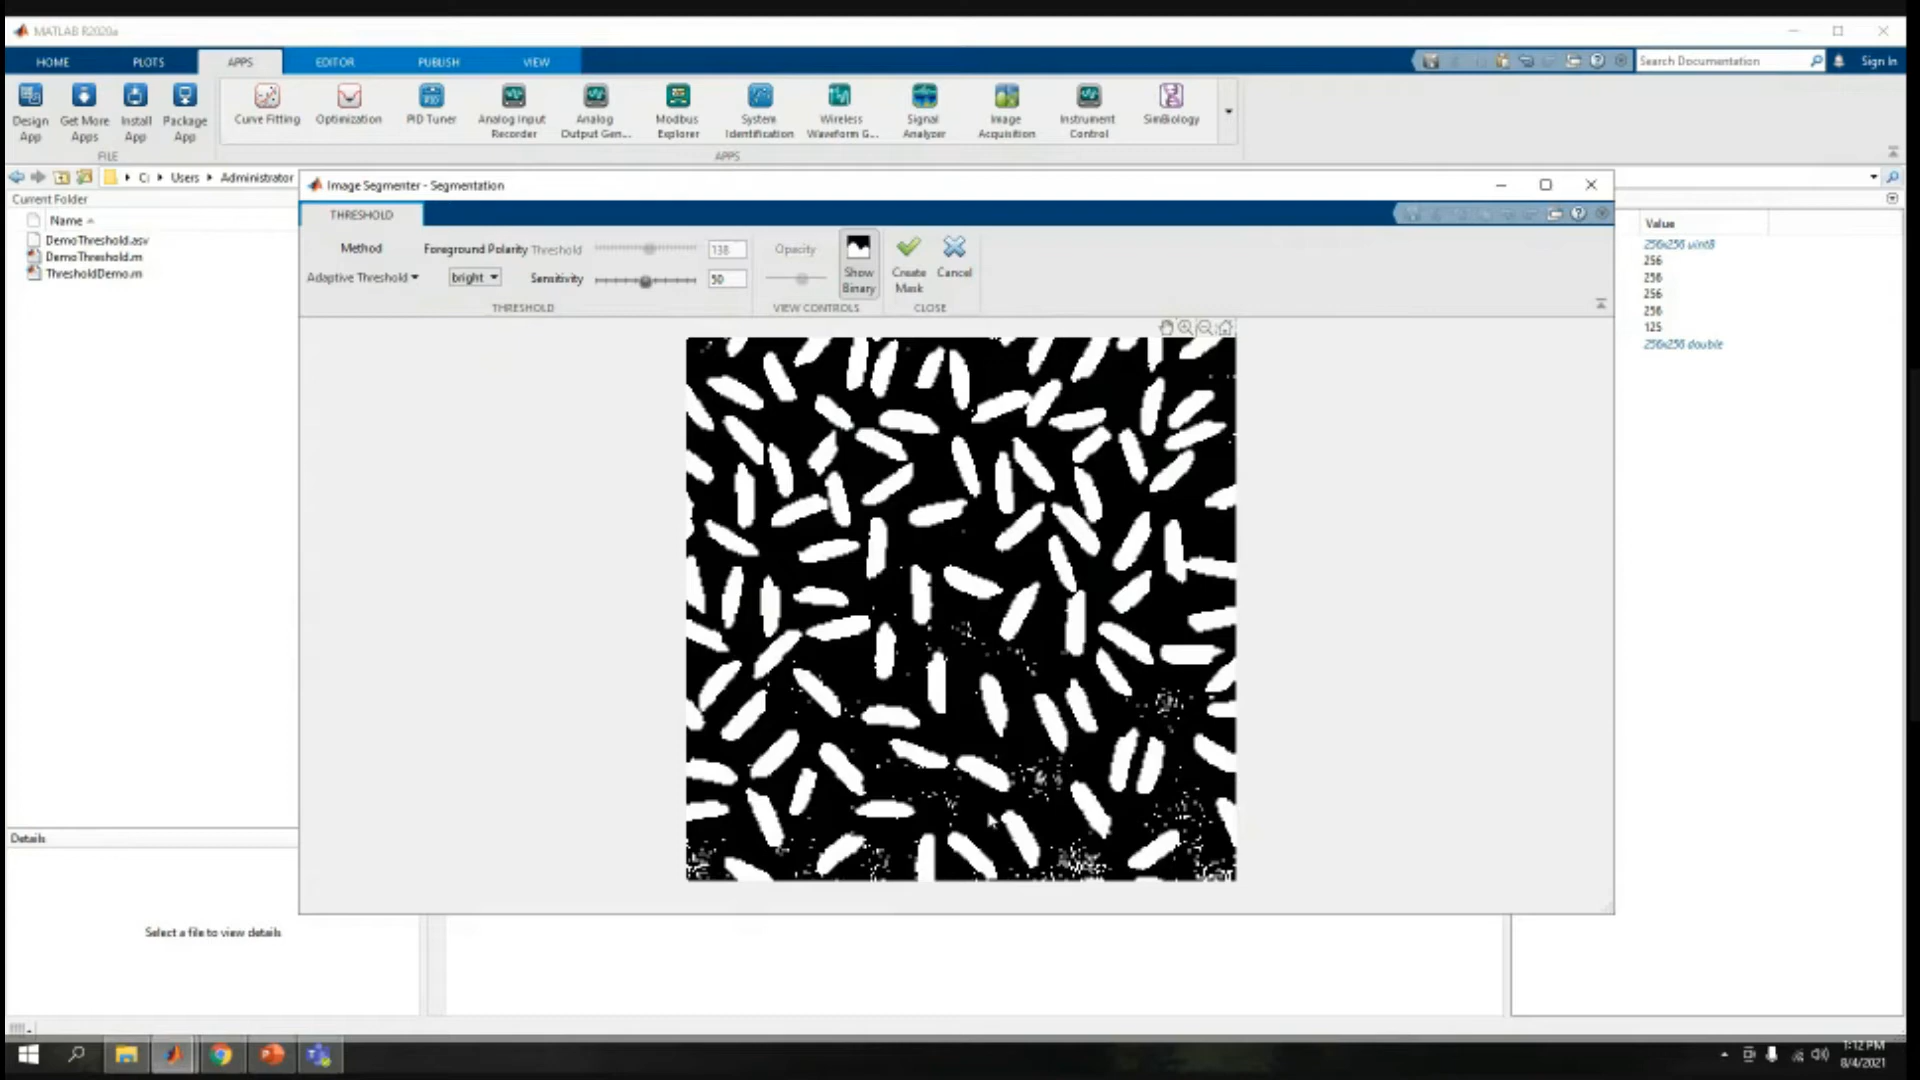 MATLAB R2020a
HOME PLOTS APPS EDITOR PUBLISH VIEW
Search Documentation
Sign In
Design App
Get More Apps
Install App
Package App
Curve Fitting
Optimization
PID Tuner
Analog Input Recorder
Analog Output Gen...
Modbus Explorer
System Identification
Wireless Waveform G...
Signal Analyzer
Image Acquisition
Instrument Control
SimBiology
FILE
APPS
C: Users Administrator
Current Folder
Name
DemoThreshold.asv
DemoThreshold.m
ThresholdDemo.m
Image Segmenter - Segmentation
THRESHOLD
Method
Foreground Polarity
Threshold
138
Opacity
Show Binary
Create Mask
Cancel
Adaptive Threshold
bright
Sensitivity
50
THRESHOLD
VIEW CONTROLS
CLOSE
Value
256x256 uint8
256
256
256
256
125
256x256 double
Details
Select a file to view details
1:12 PM
8/4/2021